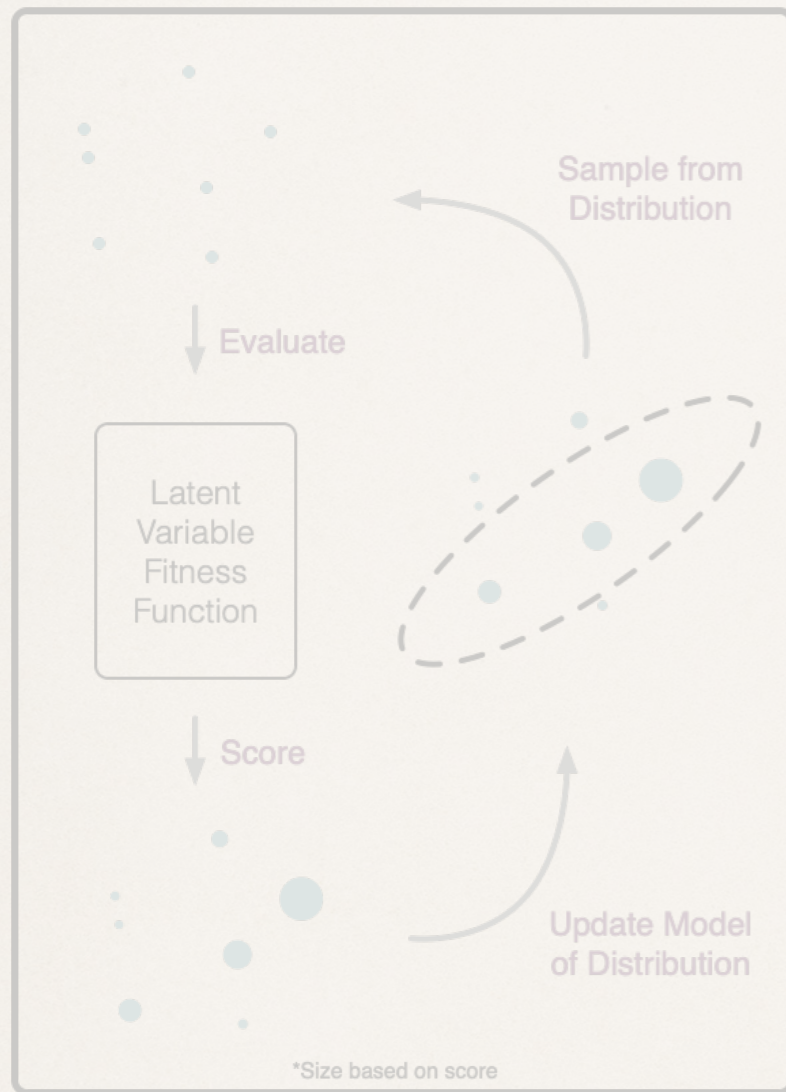 Sample from
Distribution
Evaluate
Latent
Variable
Fitness
Function
Score
Update Model
of Distribution
*Size based on score